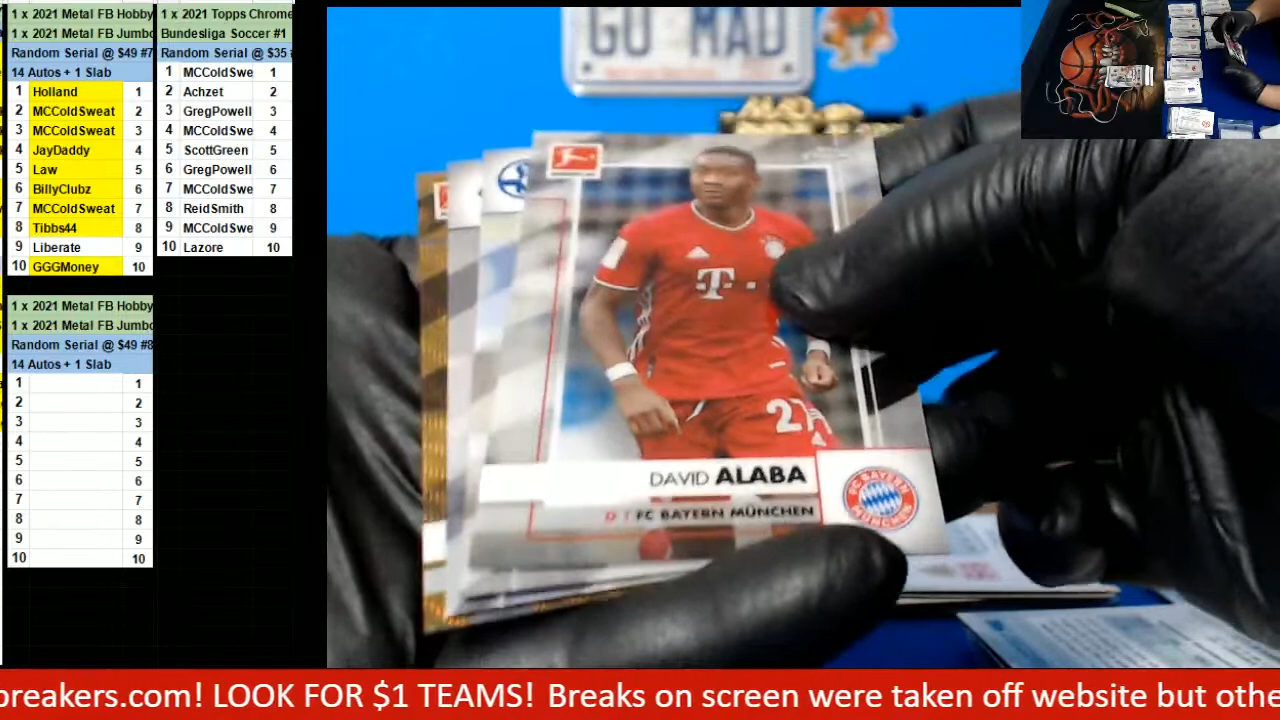 1 x 2021 Metal FB Hobby
1 x 2021 Metal FB Jumbo
Random Serial @ $49 #7
14 Autos + 1 Slab
1 Holland 1
2 MCColdSweat 2
3 MCColdSweat 3
4 JayDaddy 4
5 Law 5
6 BillyClubz 6
7 MCColdSweat 7
8 Tibbs44 8
9 Liberate 9
10 GGGMoney 10
1 x 2021 Topps Chrome
Bundesliga Soccer #1
Random Serial @ $35
1 MCColdSwe 1
2 Achzet 2
3 GregPowell 3
4 MCColdSwe 4
5 ScottGreen 5
6 GregPowell 6
7 MCColdSwe 7
8 ReidSmith 8
9 MCColdSwe 9
10 Lazore 10
1 x 2021 Metal FB Hobby
1 x 2021 Metal FB Jumbo
Random Serial @ $49 #8
14 Autos + 1 Slab
1 1
2 2
3 3
4 4
5 5
6 6
7 7
8 8
9 9
10 10
GO MAD
T
27
DAVID ALABA
D | FC BAYERN MÜNCHEN
FC BAYERN
MÜNCHEN
breakers.com! LOOK FOR $1 TEAMS! Breaks on screen were taken off website but othe